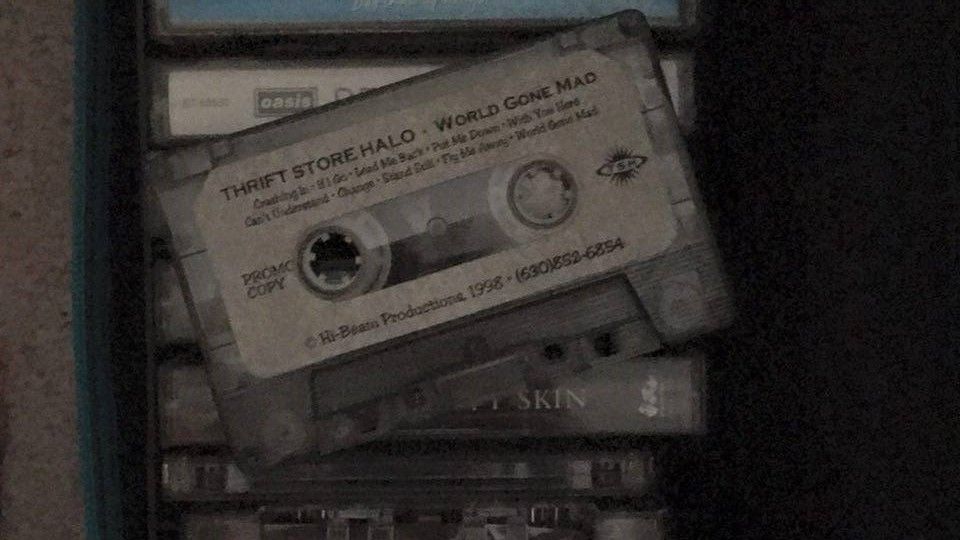 oasis
THRIFT STORE HALO • WORLD GONE MAD
Crashing In • If I Go • Lead Me Back • Put Me Down • With You Here
Can't Understand • Change • Stand Still • Fly Me Away • World Gone Mad
TSH
PROMO
COPY
© Hi-Beam Productions, 1998 • (630)852-6854
SKIN